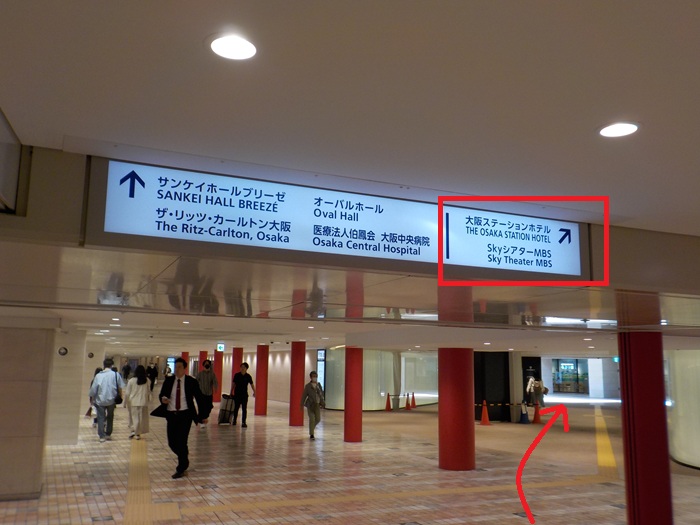 サンケイホールブリーゼ
SANKEI HALL BREEZÉ
ザ・リッツ・カールトン大阪
The Ritz-Carlton, Osaka
オーバルホール
Oval Hall
医療法人伯鳳会 大阪中央病院
Osaka Central Hospital
大阪ステーションホテル
THE OSAKA STATION HOTEL
SkyシアターMBS
Sky Theater MBS